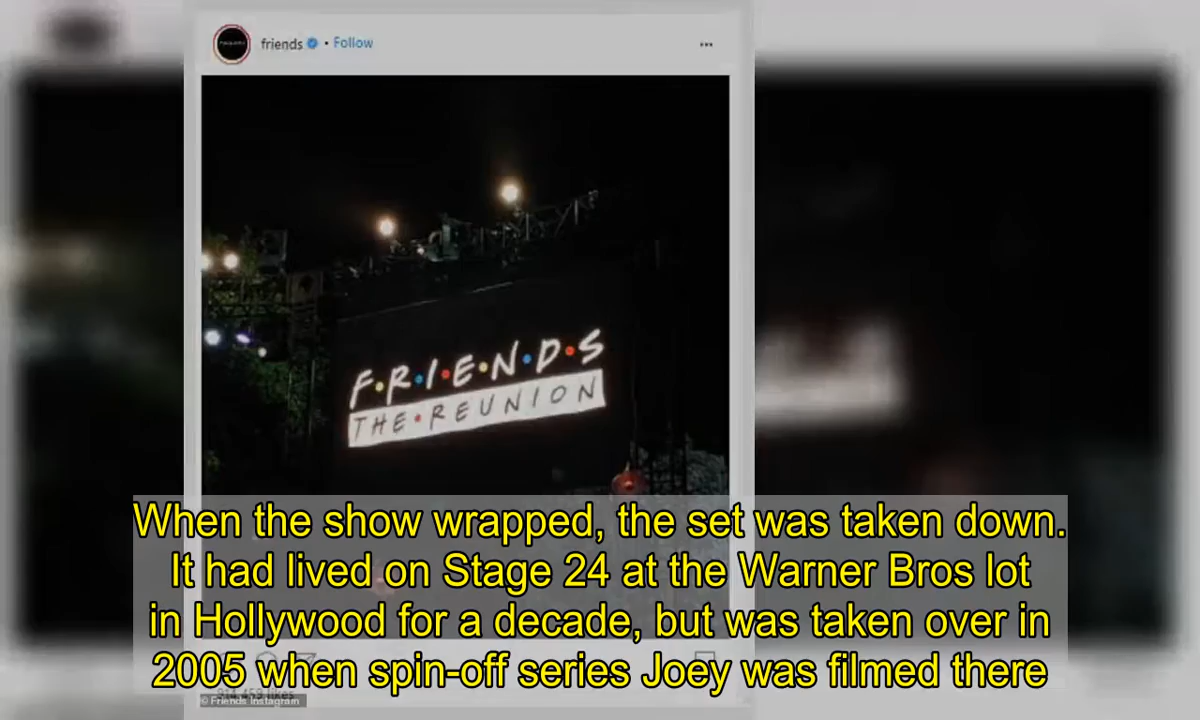 friends • Follow
F·R·I·E·N·D·S
THE·REUNION
When the show wrapped, the set was taken down.
It had lived on Stage 24 at the Warner Bros lot
in Hollywood for a decade, but was taken over in
2005 when spin-off series Joey was filmed there
© Friends Instagram